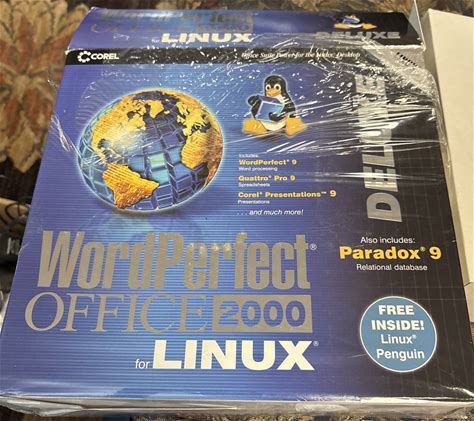 LINUX
DELUXE
COREL
Office Suite Power for the Linux Desktop
Includes:
WordPerfect® 9
Word processing
Quattro® Pro 9
Spreadsheets
Corel® Presentations™ 9
Presentations
. . . and much more!
DELUXE
Also includes:
Paradox® 9
Relational database
WordPerfect®
OFFICE 2000
for LINUX®
FREE
INSIDE!
Linux®
Penguin